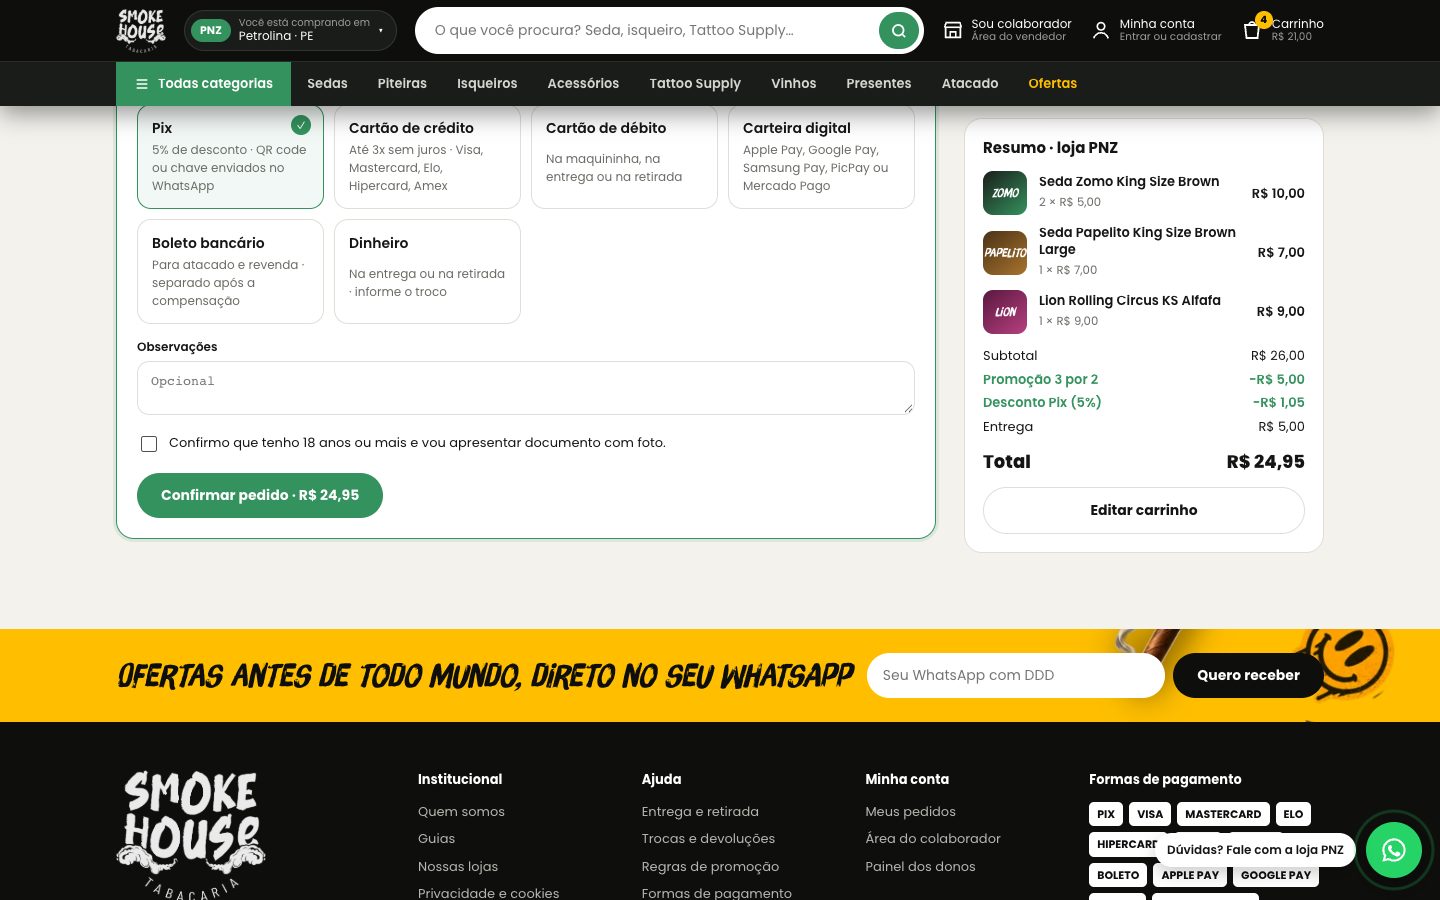 SMOKE
HOUSE
TABACARIA
PNZ
Você está comprando em
Petrolina · PE
O que você procura? Seda, isqueiro, Tattoo Supply…
Sou colaborador
Área do vendedor
Minha conta
Entrar ou cadastrar
4
Carrinho
R$ 21,00
Todas categorias
Sedas
Piteiras
Isqueiros
Acessórios
Tattoo Supply
Vinhos
Presentes
Atacado
Ofertas
Pix
5% de desconto · QR code
ou chave enviados no
WhatsApp
Cartão de crédito
Até 3x sem juros · Visa,
Mastercard, Elo,
Hipercard, Amex
Cartão de débito
Na maquininha, na
entrega ou na retirada
Carteira digital
Apple Pay, Google Pay,
Samsung Pay, PicPay ou
Mercado Pago
Boleto bancário
Para atacado e revenda ·
separado após a
compensação
Dinheiro
Na entrega ou na retirada
· informe o troco
Observações
Opcional
Confirmo que tenho 18 anos ou mais e vou apresentar documento com foto.
Confirmar pedido · R$ 24,95
Resumo · loja PNZ
ZOMO
Seda Zomo King Size Brown
2 × R$ 5,00
R$ 10,00
PAPELITO
Seda Papelito King Size Brown
Large
1 × R$ 7,00
R$ 7,00
LION
Lion Rolling Circus KS Alfafa
1 × R$ 9,00
R$ 9,00
Subtotal R$ 26,00
Promoção 3 por 2 −R$ 5,00
Desconto Pix (5%) −R$ 1,05
Entrega R$ 5,00
Total R$ 24,95
Editar carrinho
OFERTAS ANTES DE TODO MUNDO, DIRETO NO SEU WHATSAPP
Seu WhatsApp com DDD
Quero receber
SMOKE
HOUSE
TABACARIA
Institucional
Quem somos
Guias
Nossas lojas
Privacidade e cookies
Ajuda
Entrega e retirada
Trocas e devoluções
Regras de promoção
Formas de pagamento
Minha conta
Meus pedidos
Área do colaborador
Painel dos donos
Formas de pagamento
PIX VISA MASTERCARD ELO
HIPERCARD
BOLETO APPLE PAY GOOGLE PAY
Dúvidas? Fale com a loja PNZ